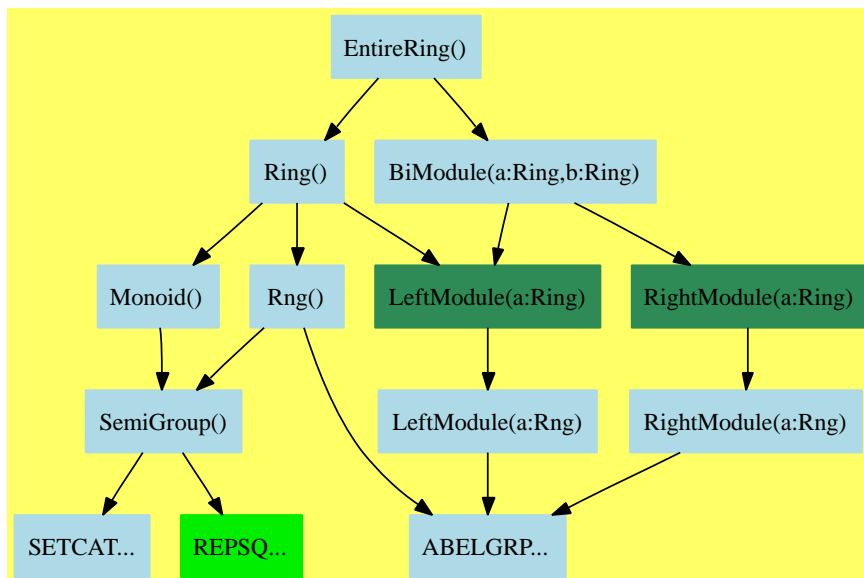 EntireRing()
Ring()
BiModule(a:Ring,b:Ring)
Monoid()
Rng()
LeftModule(a:Ring)
RightModule(a:Ring)
SemiGroup()
LeftModule(a:Rng)
RightModule(a:Rng)
SETCAT...
REPSQ...
ABELGRP...